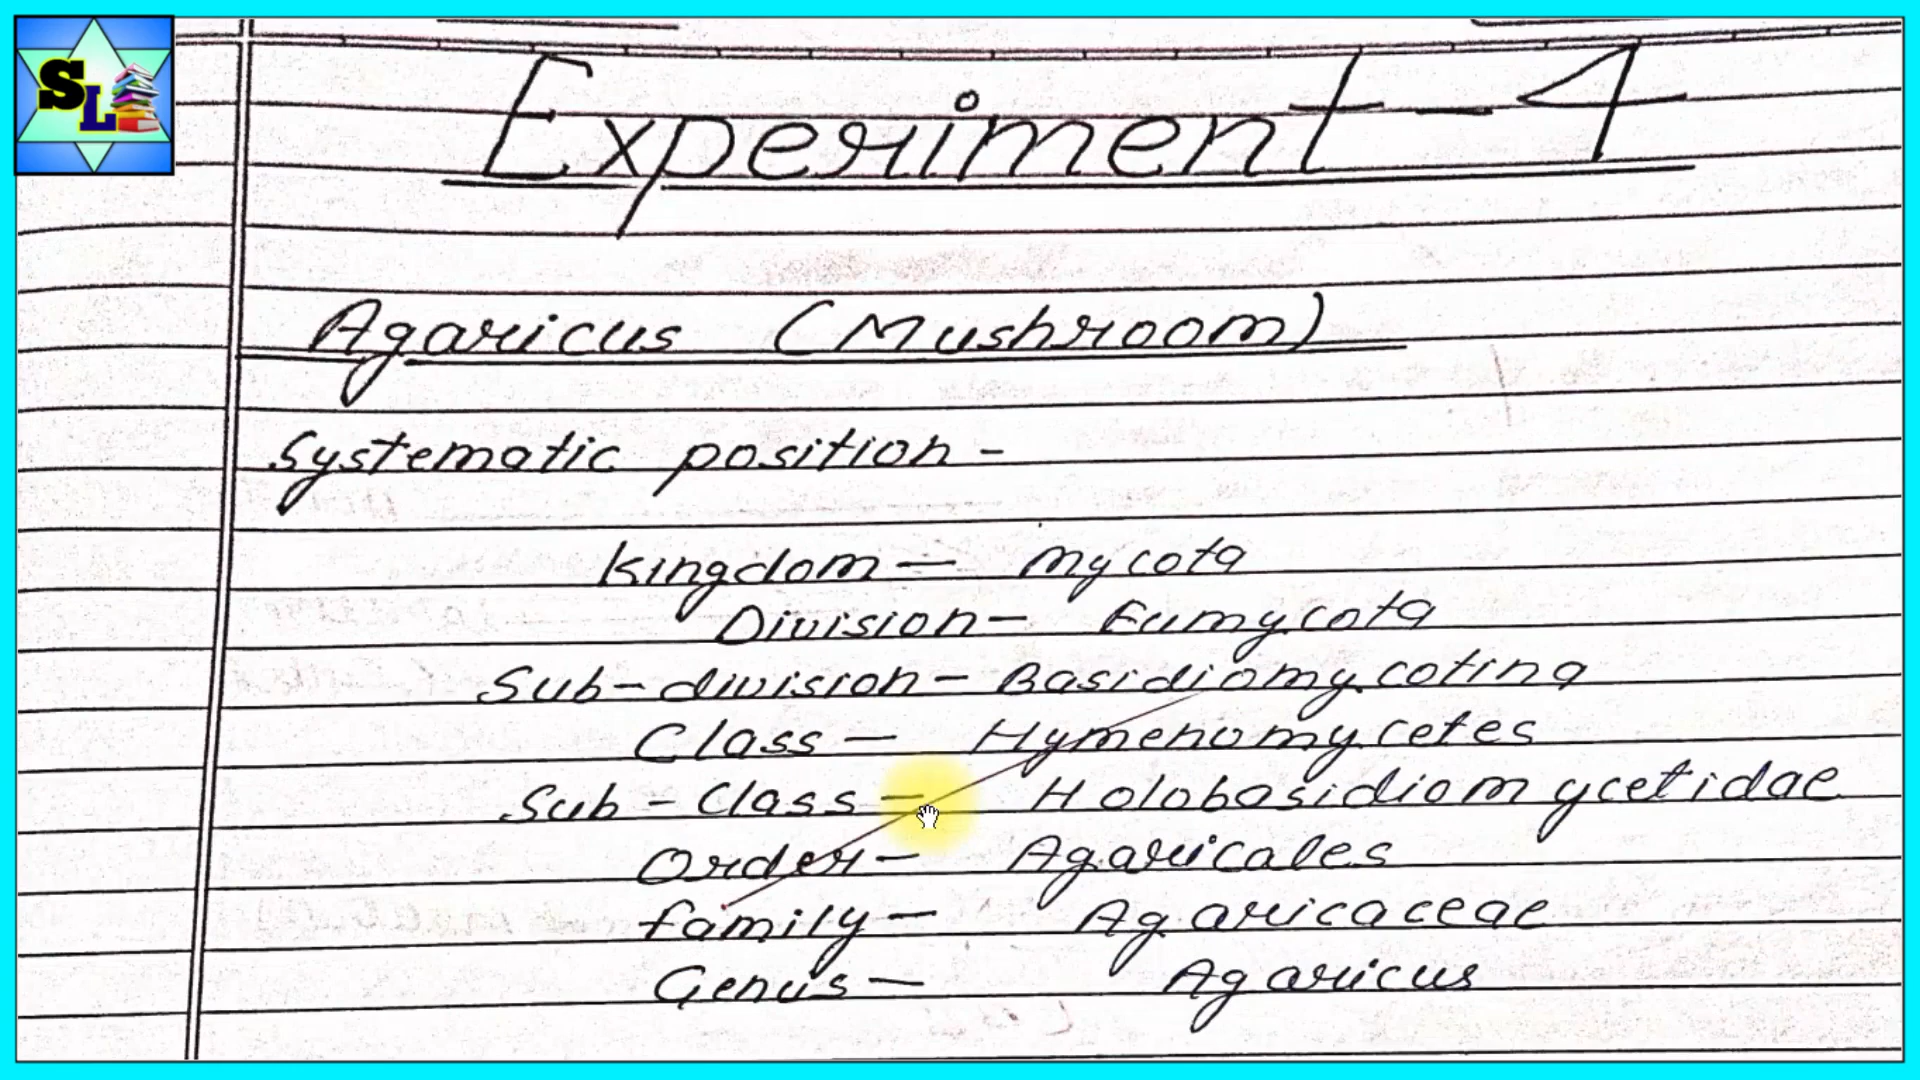 SL
Experiment - 4
Agaricus (Mushroom)
Systematic position -
Kingdom - Mycota
Division - Eumycota
Sub-division - Basidiomycotina
Class - Hymenomycetes
Sub-Class - Holobasidiomycetidae
Order - Agaricales
family - Agaricaceae
Genus - Agaricus